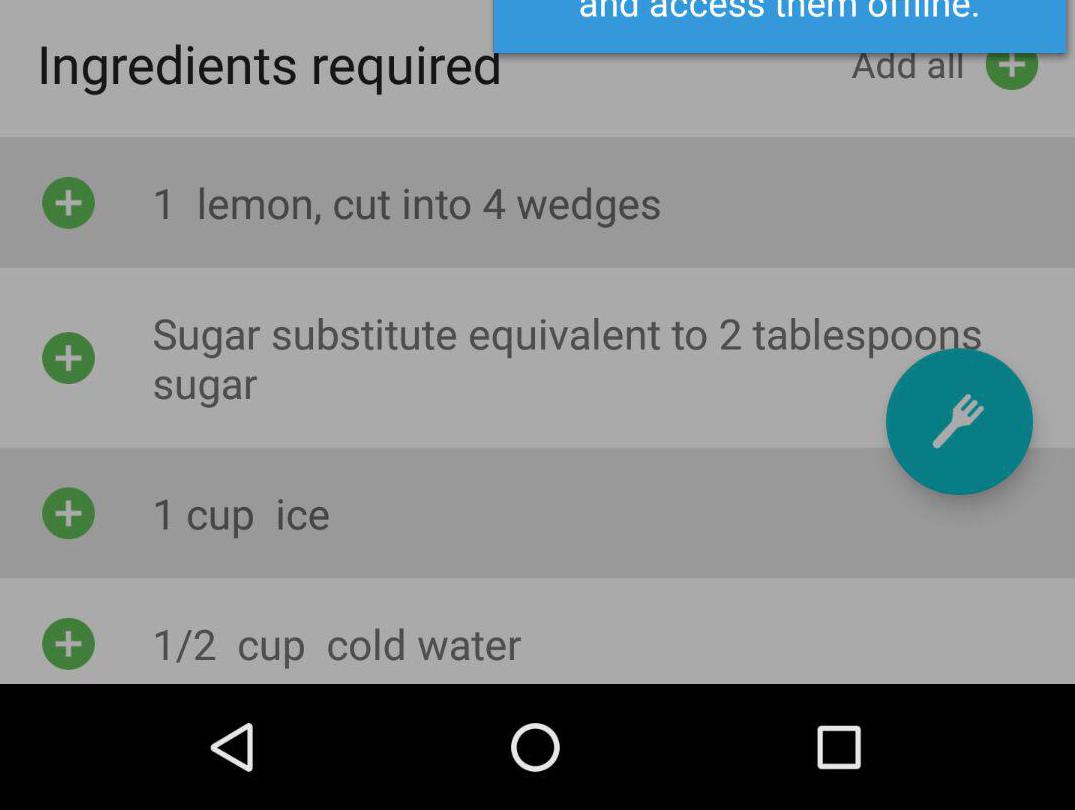 and access them offline.
Ingredients required
Add all
1 lemon, cut into 4 wedges
Sugar substitute equivalent to 2 tablespoons
sugar
1 cup ice
1/2 cup cold water